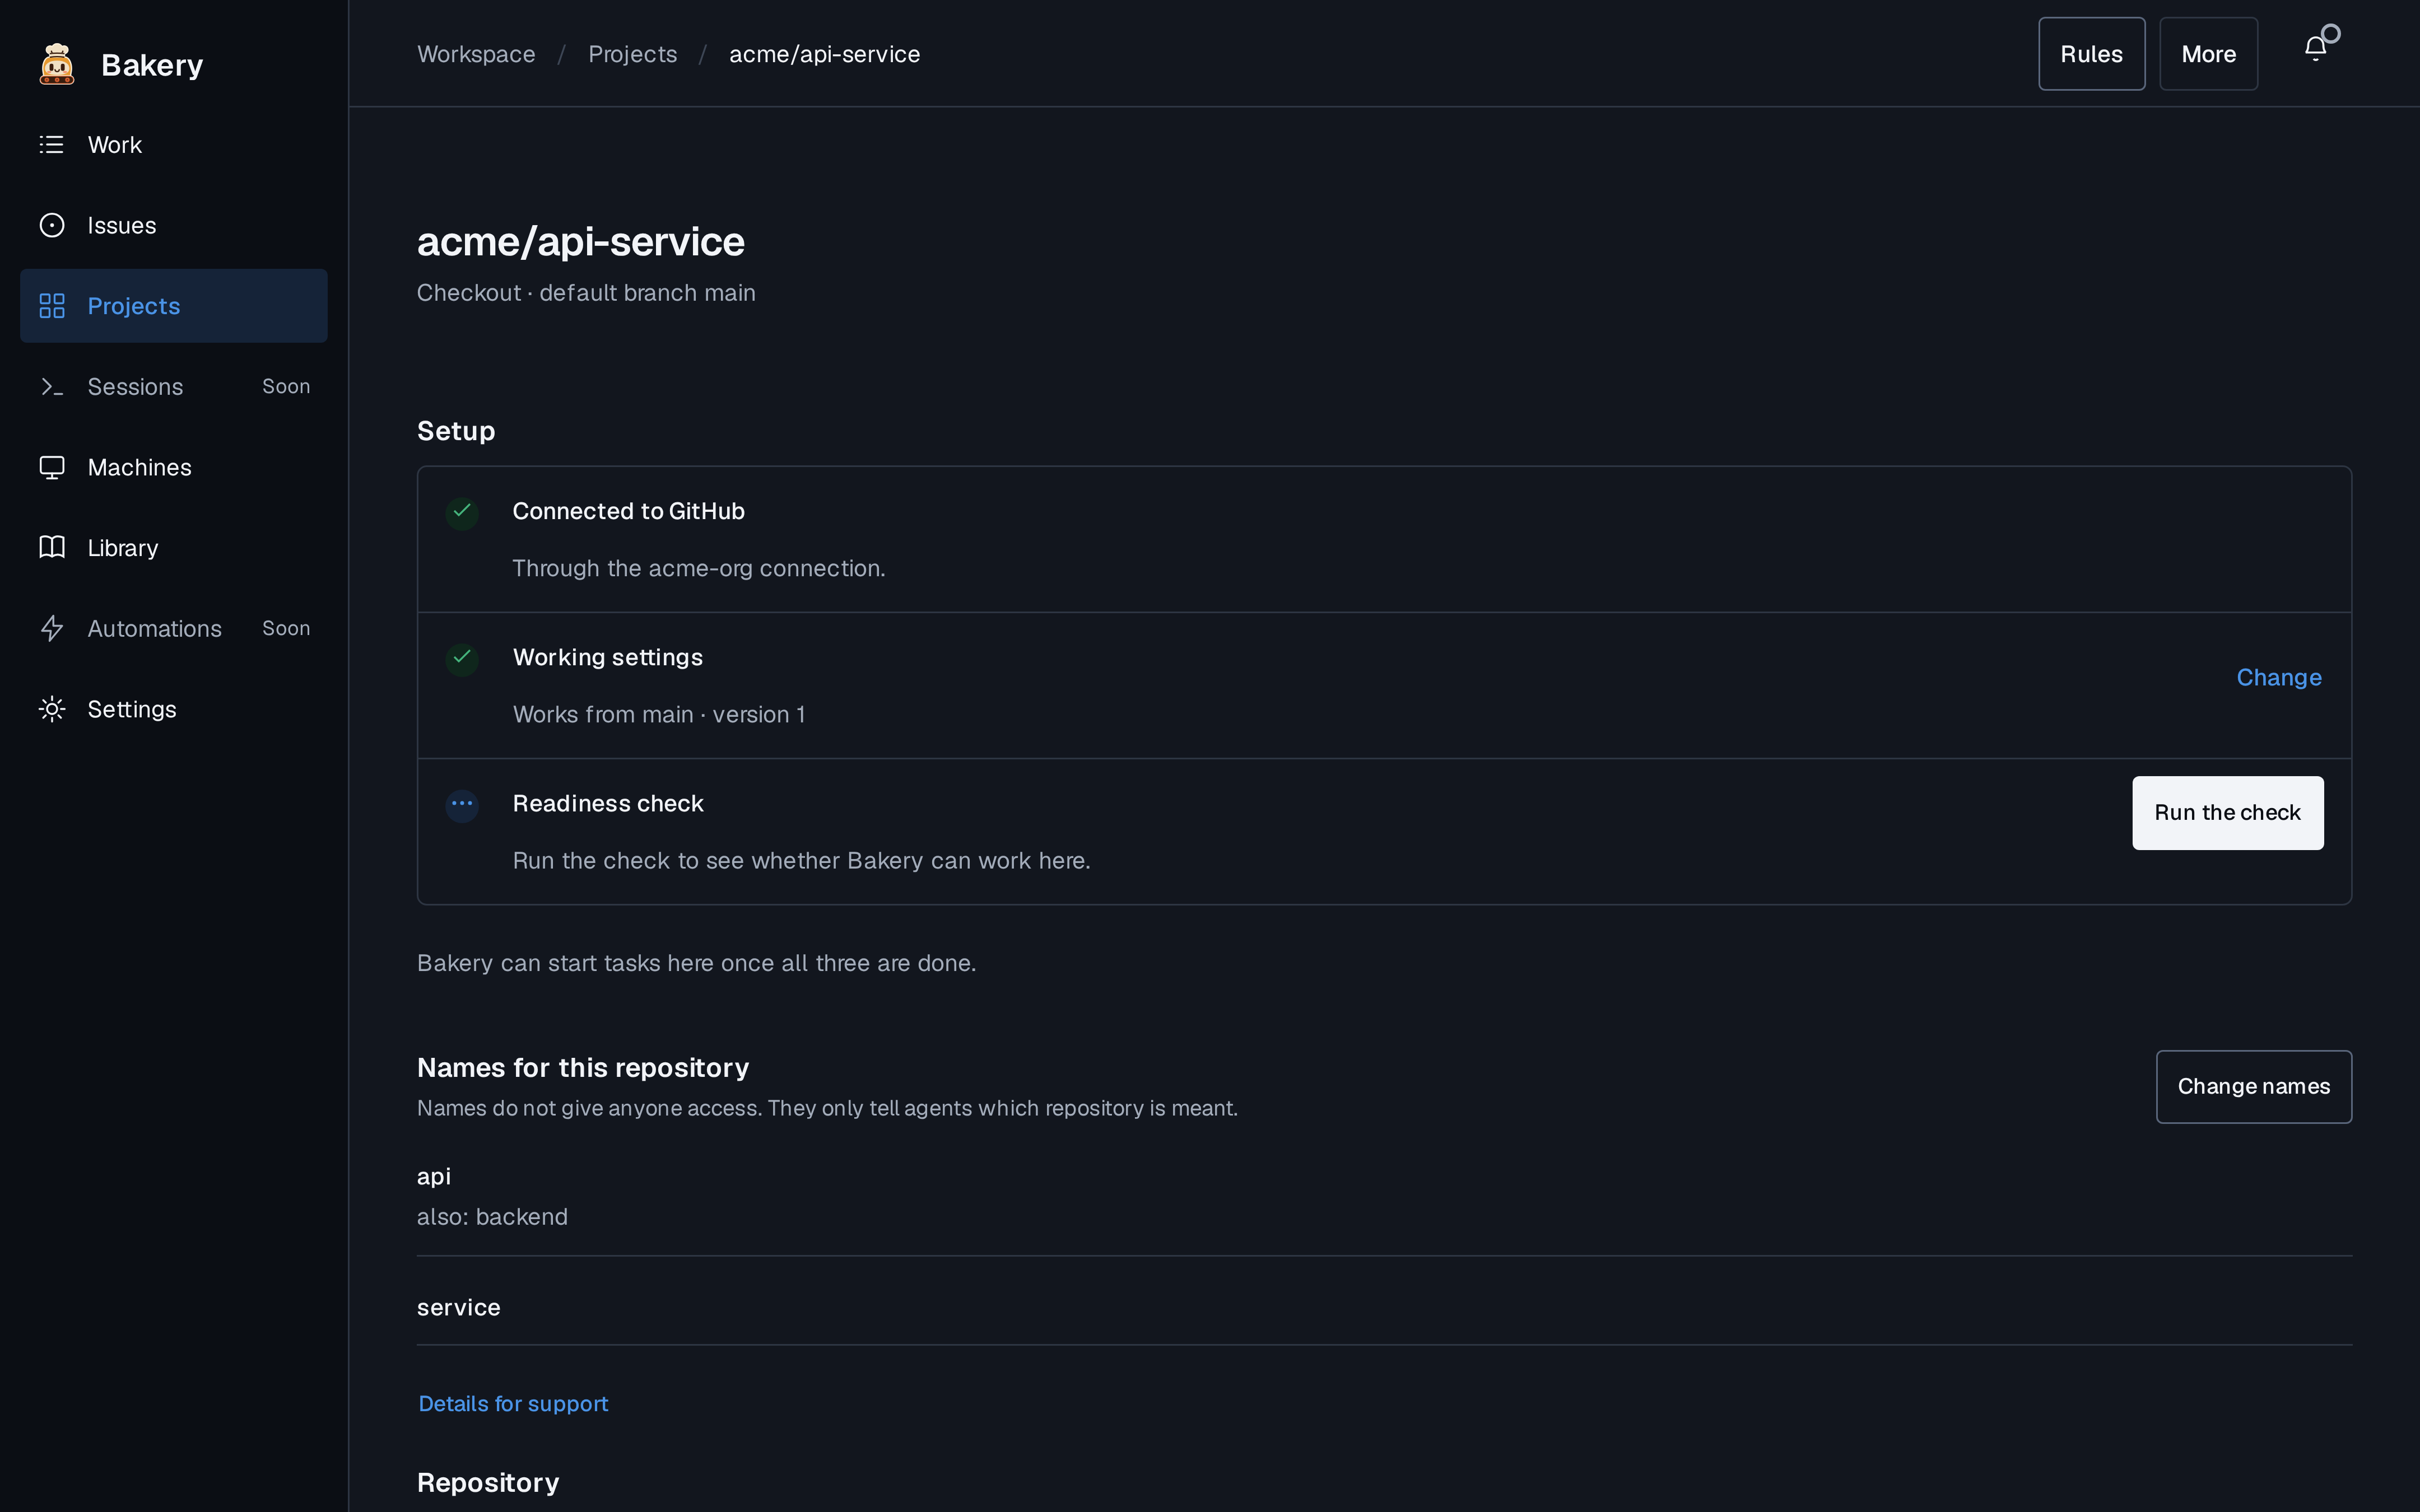 Bakery
Work
Issues
Projects
Sessions Soon
Machines
Library
Automations Soon
Settings
Workspace / Projects / acme/api-service
Rules
More
acme/api-service
Checkout · default branch main
Setup
Connected to GitHub
Through the acme-org connection.
Working settings
Works from main · version 1
Change
Readiness check
Run the check to see whether Bakery can work here.
Run the check
Bakery can start tasks here once all three are done.
Names for this repository
Names do not give anyone access. They only tell agents which repository is meant.
Change names
api
also: backend
service
Details for support
Repository